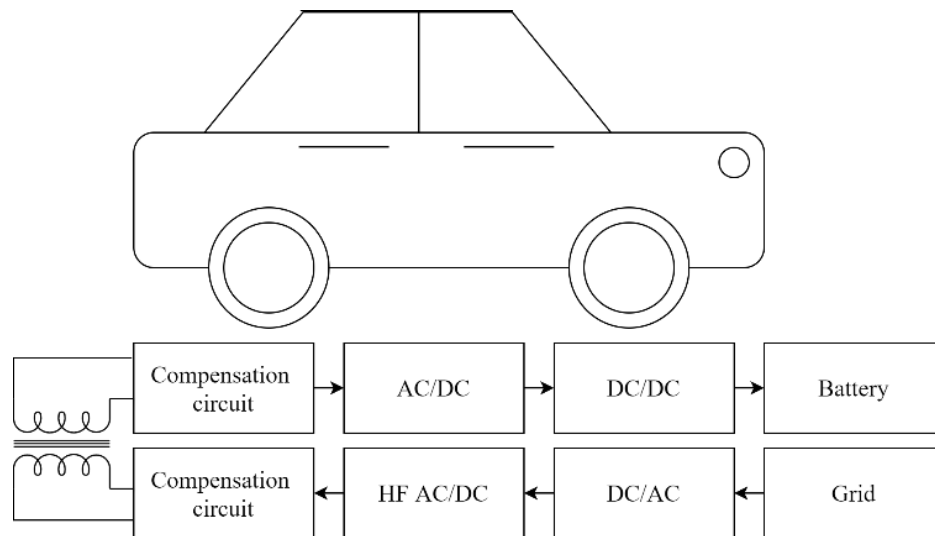 Compensation
circuit
AC/DC
DC/DC
Battery
Compensation
circuit
HF AC/DC
DC/AC
Grid